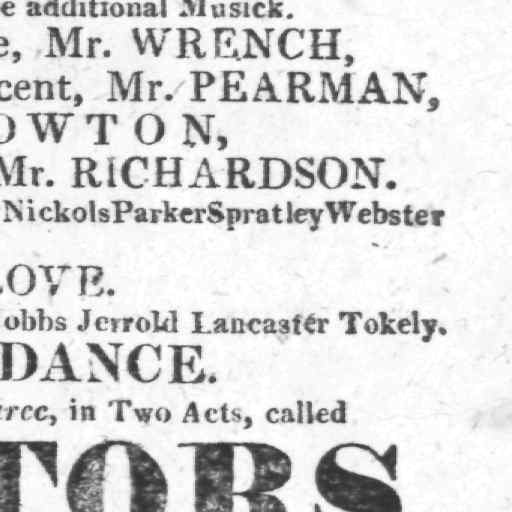 e additional Musick.
e, Mr. WRENCH,
cent, Mr. PEARMAN,
OWTON,
Mr. RICHARDSON.
NickolsParkerSpratleyWebster
LOVE.
obbs Jerrold Lancaster Tokely.
DANCE.
arce, in Two Acts, called
TORS